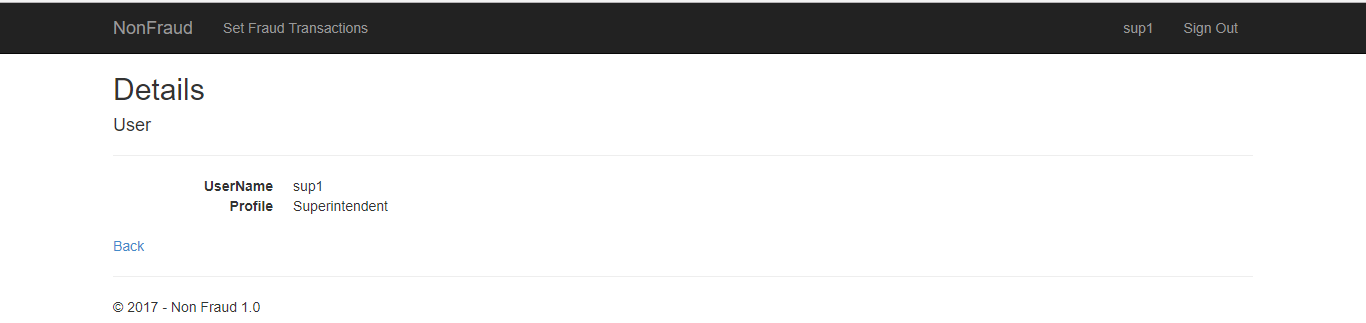 NonFraud Set Fraud Transactions sup1 Sign Out
Details
User
UserName sup1
Profile Superintendent
Back
© 2017 - Non Fraud 1.0